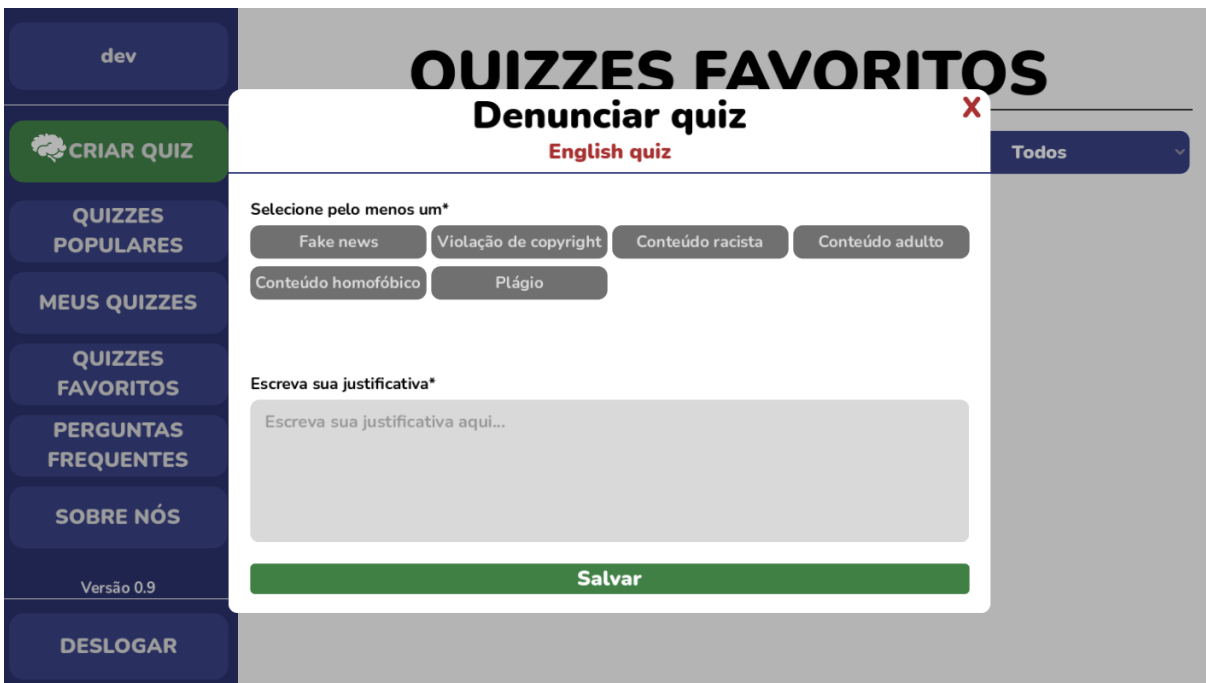 dev
CRIAR QUIZ
QUIZZES
POPULARES
MEUS QUIZZES
QUIZZES
FAVORITOS
PERGUNTAS
FREQUENTES
SOBRE NÓS
Versão 0.9
DESLOGAR
QUIZZES FAVORITOS
Todos
Denunciar quiz
X
English quiz
Selecione pelo menos um*
Fake news
Violação de copyright
Conteúdo racista
Conteúdo adulto
Conteúdo homofóbico
Plágio
Escreva sua justificativa*
Escreva sua justificativa aqui...
Salvar